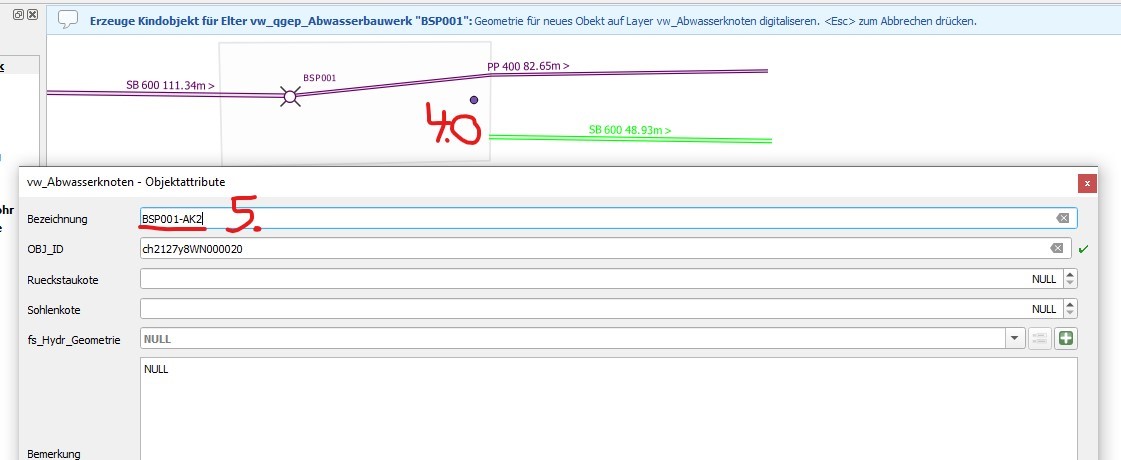 Erzeuge Kindobjekt für Elter vw_qgep_Abwasserbauwerk "BSP001": Geometrie für neues Obekt auf Layer vw_Abwasserknoten digitaliseren. <Esc> zum Abbrechen drücken.
PP 400 82.65m >
BSP001
SB 600 111.34m >
4.
SB 600 48.93m >
vw_Abwasserknoten - Objektattribute
x
Bezeichnung
BSP001-AK2
5.
OBJ_ID
ch2127y8WN000020
ohr
Rueckstaukote
NULL
Sohlenkote
NULL
fs_Hydr_Geometrie
NULL
NULL
Bemerkung